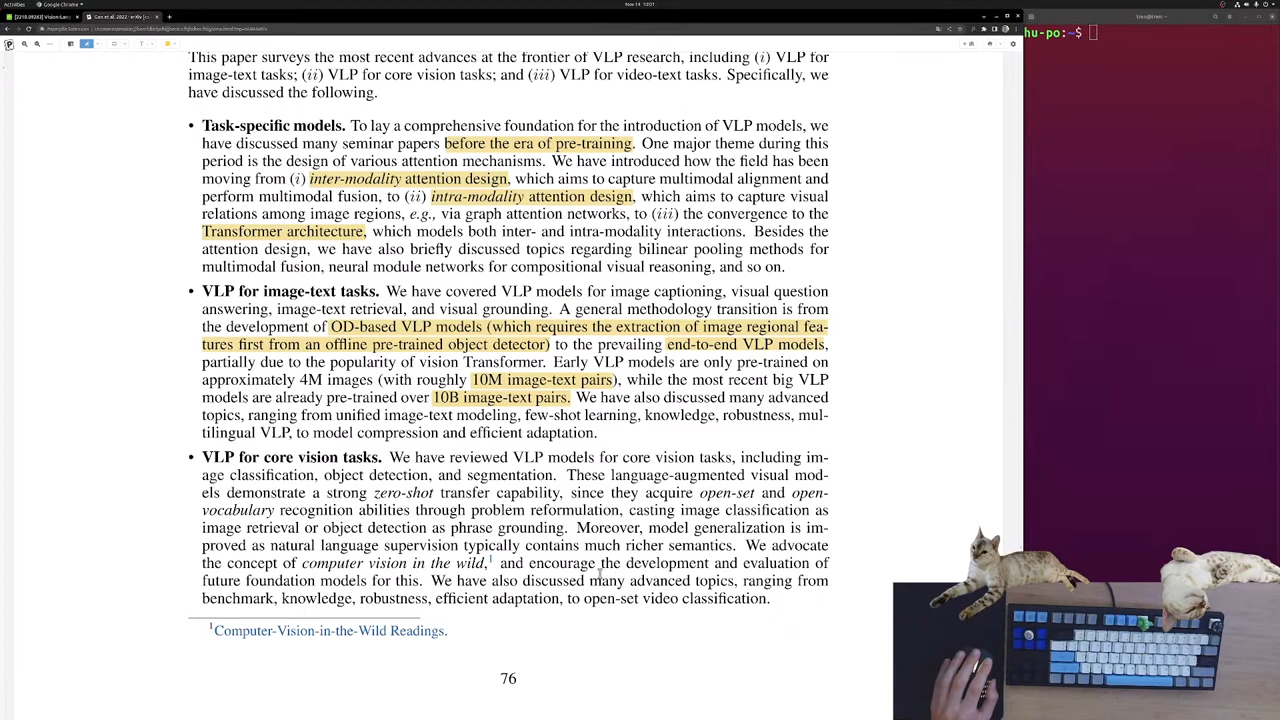 Activities
Google Chrome
Nov 14 10:01
[2210.09263] Vision-Lang
Gan et al. 2022 - arXiv
This paper surveys the most recent advances at the frontier of VLP research, including (i) VLP for
image-text tasks; (ii) VLP for core vision tasks; and (iii) VLP for video-text tasks. Specifically, we
have discussed the following.
• Task-specific models. To lay a comprehensive foundation for the introduction of VLP models, we
have discussed many seminar papers before the era of pre-training. One major theme during this
period is the design of various attention mechanisms. We have introduced how the field has been
moving from (i) inter-modality attention design, which aims to capture multimodal alignment and
perform multimodal fusion, to (ii) intra-modality attention design, which aims to capture visual
relations among image regions, e.g., via graph attention networks, to (iii) the convergence to the
Transformer architecture, which models both inter- and intra-modality interactions. Besides the
attention design, we have also briefly discussed topics regarding bilinear pooling methods for
multimodal fusion, neural module networks for compositional visual reasoning, and so on.
• VLP for image-text tasks. We have covered VLP models for image captioning, visual question
answering, image-text retrieval, and visual grounding. A general methodology transition is from
the development of OD-based VLP models (which requires the extraction of image regional fea-
tures first from an offline pre-trained object detector) to the prevailing end-to-end VLP models,
partially due to the popularity of vision Transformer. Early VLP models are only pre-trained on
approximately 4M images (with roughly 10M image-text pairs), while the most recent big VLP
models are already pre-trained over 10B image-text pairs. We have also discussed many advanced
topics, ranging from unified image-text modeling, few-shot learning, knowledge, robustness, mul-
tilingual VLP, to model compression and efficient adaptation.
• VLP for core vision tasks. We have reviewed VLP models for core vision tasks, including im-
age classification, object detection, and segmentation. These language-augmented visual mod-
els demonstrate a strong zero-shot transfer capability, since they acquire open-set and open-
vocabulary recognition abilities through problem reformulation, casting image classification as
image retrieval or object detection as phrase grounding. Moreover, model generalization is im-
proved as natural language supervision typically contains much richer semantics. We advocate
the concept of computer vision in the wild,1 and encourage the development and evaluation of
future foundation models for this. We have also discussed many advanced topics, ranging from
benchmark, knowledge, robustness, efficient adaptation, to open-set video classification.
1Computer-Vision-in-the-Wild Readings.
76
hu-po:~$